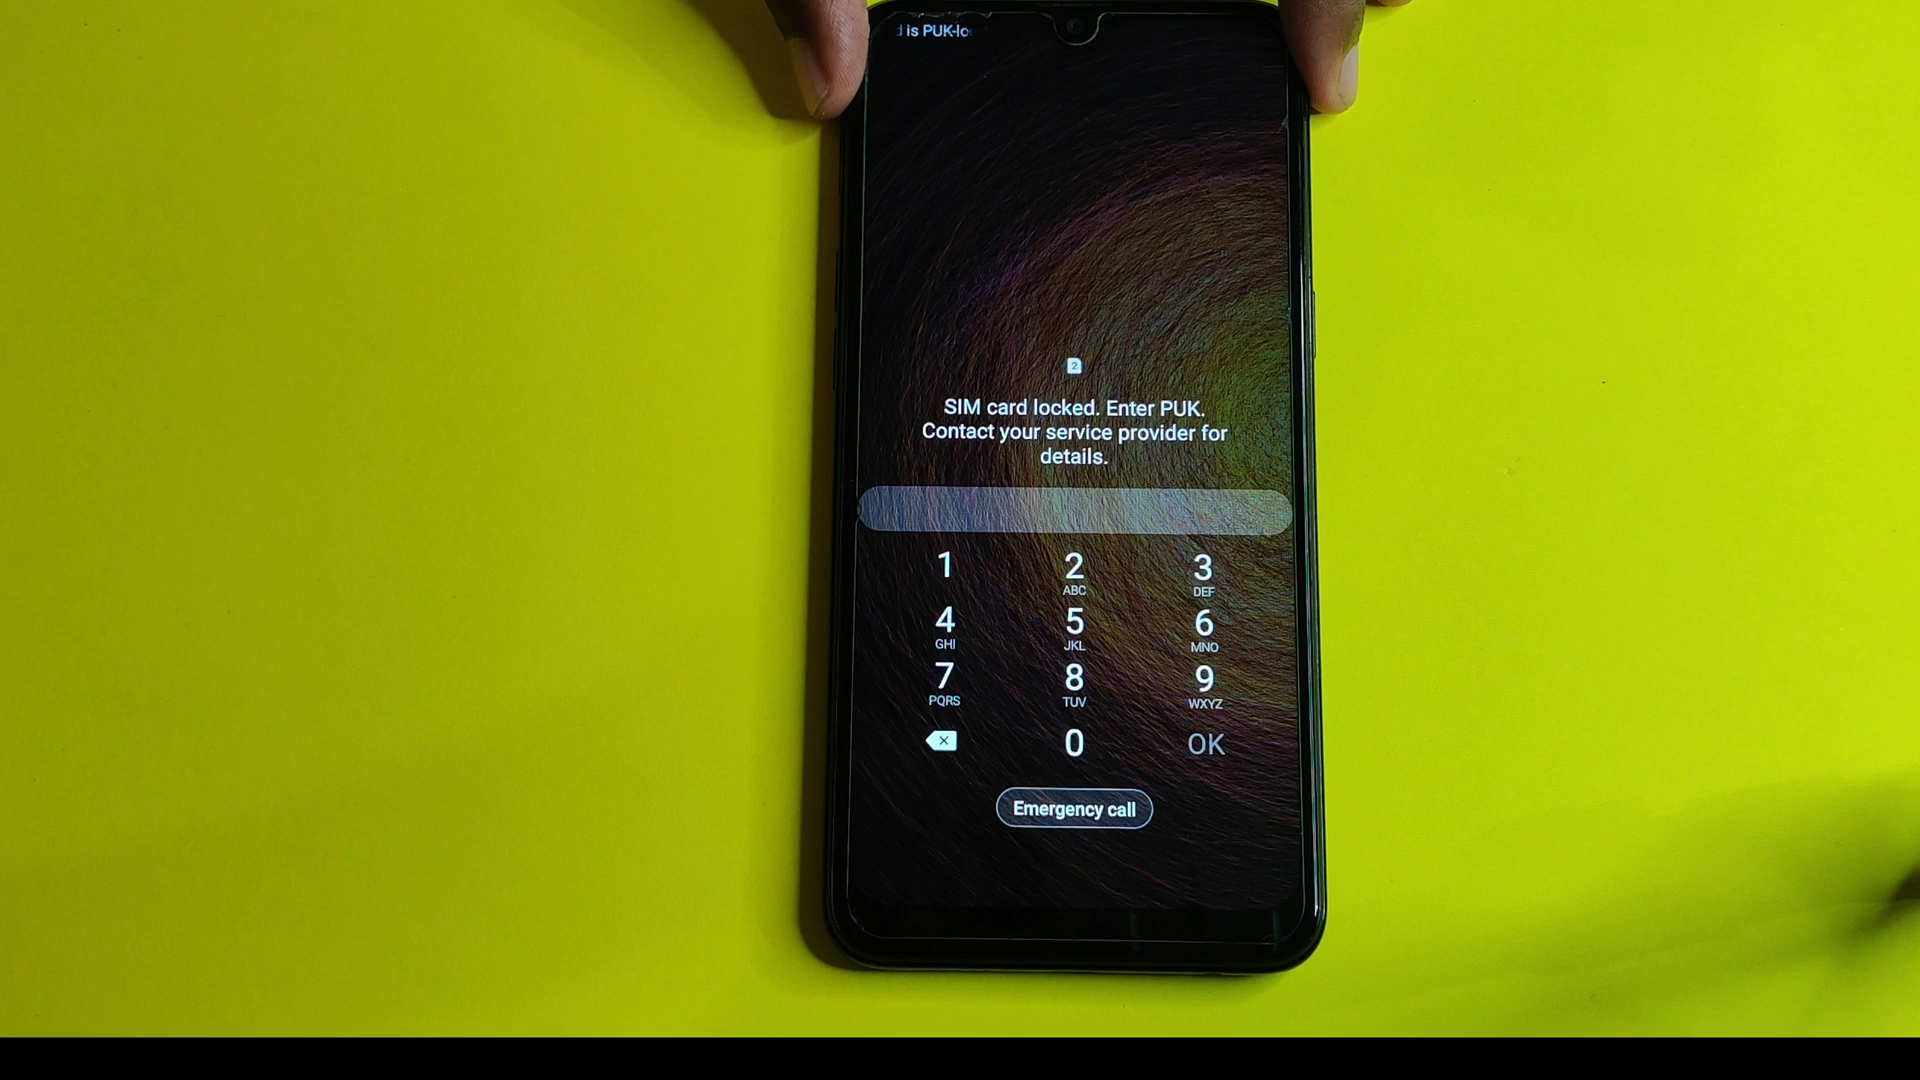 is PUK-lo
2
SIM card locked. Enter PUK.
Contact your service provider for
details.
1 2 3
ABC DEF
4 5 6
GHI JKL MNO
7 8 9
PQRS TUV WXYZ
0 OK
Emergency call